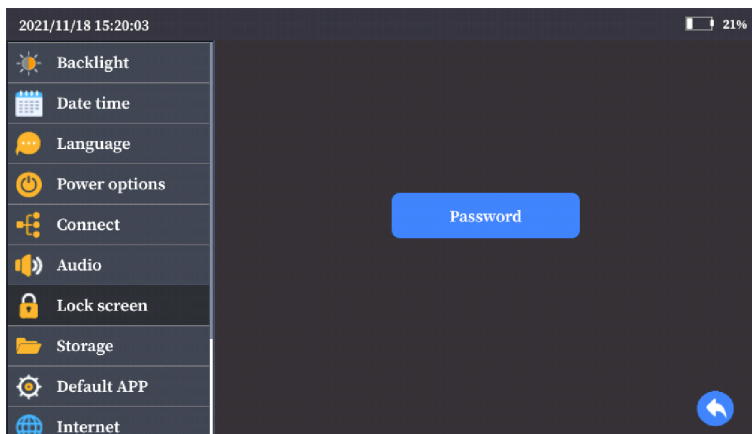 2021/11/18 15:20:03
21%
Backlight
Date time
Language
Power options
Connect
Audio
Lock screen
Storage
Default APP
Internet
Password